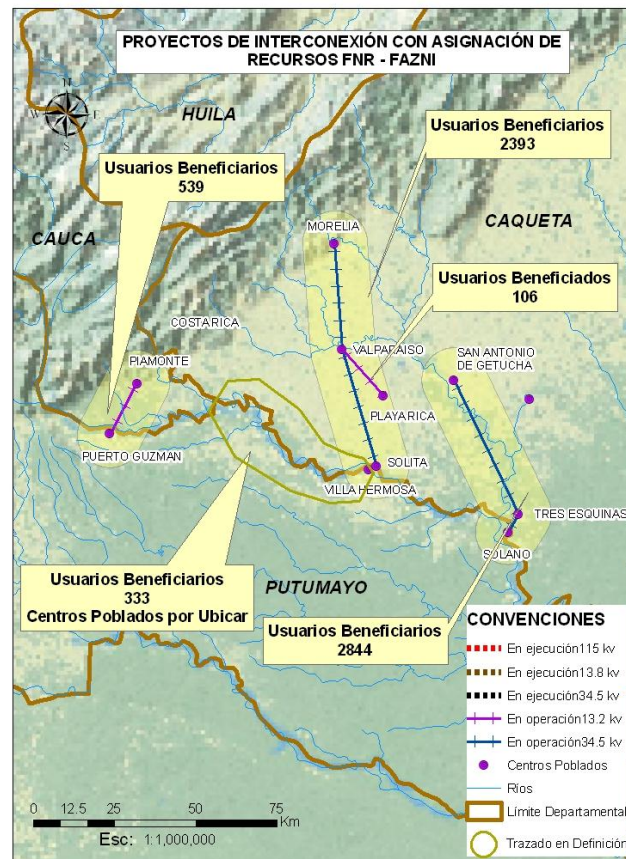 PROYECTOS DE INTERCONEXIÓN CON ASIGNACIÓN DE
RECURSOS FNR - FAZNI
N
W
E
S
HUILA
Usuarios Beneficiarios
2393
Usuarios Beneficiarios
539
CAUCA
CAQUETA
MORELIA
Usuarios Beneficiados
106
COSTARICA
VALPARAISO
SAN ANTONIO
DE GETUCHA
PIAMONTE
PLAYARICA
PUERTO GUZMAN
SOLITA
VILLA HERMOSA
TRES ESQUINAS
SOLANO
Usuarios Beneficiarios
333
Centros Poblados por Ubicar
PUTUMAYO
Usuarios Beneficiarios
2844
CONVENCIONES
En ejecución115 kv
En ejecución13.8 kv
En ejecución34.5 kv
En operación13.2 kv
En operación34.5 kv
Centros Poblados
Ríos
Límite Departamental
Trazado en Definición
0 12.5 25 50 75
Km
Esc: 1:1,000,000